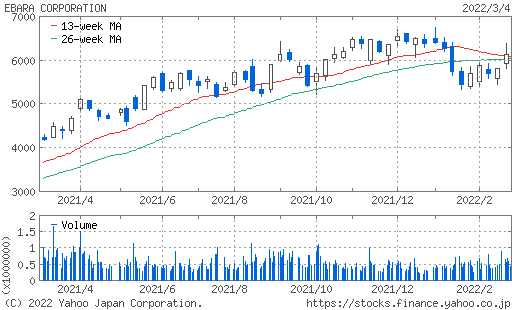 EBARA CORPORATION 2022/3/4
13-week MA
26-week MA
7000
6000
5000
4000
3000
2021/4 2021/6 2021/8 2021/10 2021/12 2022/2
Volume
2
1.5
1
0.5
0
(x1000000)
2021/4 2021/6 2021/8 2021/10 2021/12 2022/2
(C) 2022 Yahoo Japan Corporation. https://stocks.finance.yahoo.co.jp/